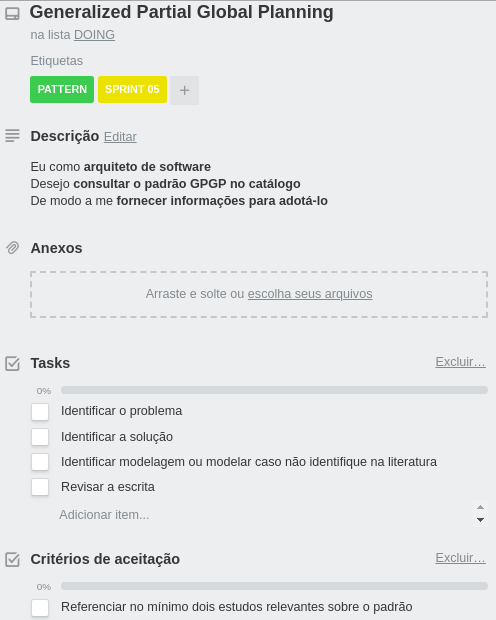 Generalized Partial Global Planning
na lista DOING
Etiquetas
PATTERN SPRINT 05 +
Descrição Editar
Eu como arquiteto de software
Desejo consultar o padrão GPGP no catálogo
De modo a me fornecer informações para adotá-lo
Anexos
Arraste e solte ou escolha seus arquivos
Tasks Excluir…
0%
Identificar o problema
Identificar a solução
Identificar modelagem ou modelar caso não identifique na literatura
Revisar a escrita
Adicionar item...
Critérios de aceitação Excluir…
0%
Referenciar no mínimo dois estudos relevantes sobre o padrão